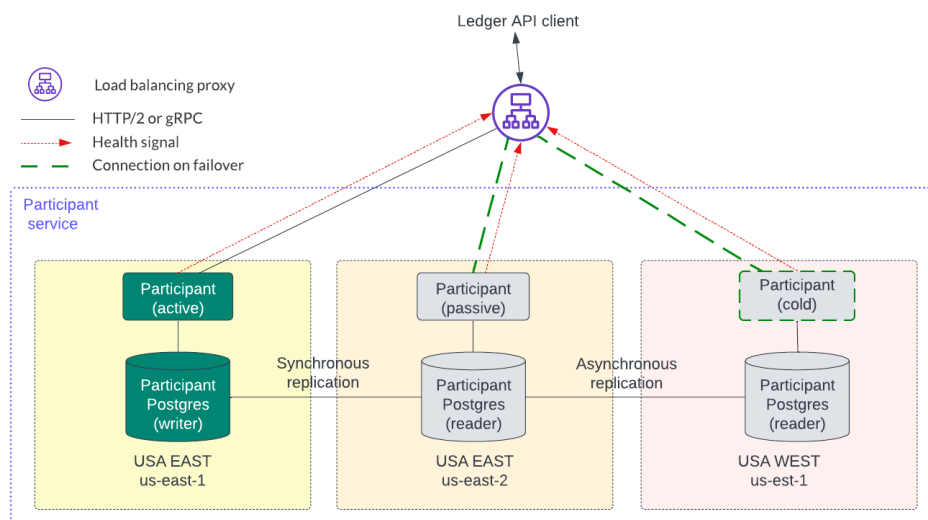 Ledger API client
Load balancing proxy
HTTP/2 or gRPC
Health signal
Connection on failover
Participant
service
Participant
(active)
Participant
(passive)
Participant
(cold)
Synchronous
replication
Asynchronous
replication
Participant
Postgres
(writer)
Participant
Postgres
(reader)
Participant
Postgres
(reader)
USA EAST
us-east-1
USA EAST
us-east-2
USA WEST
us-est-1